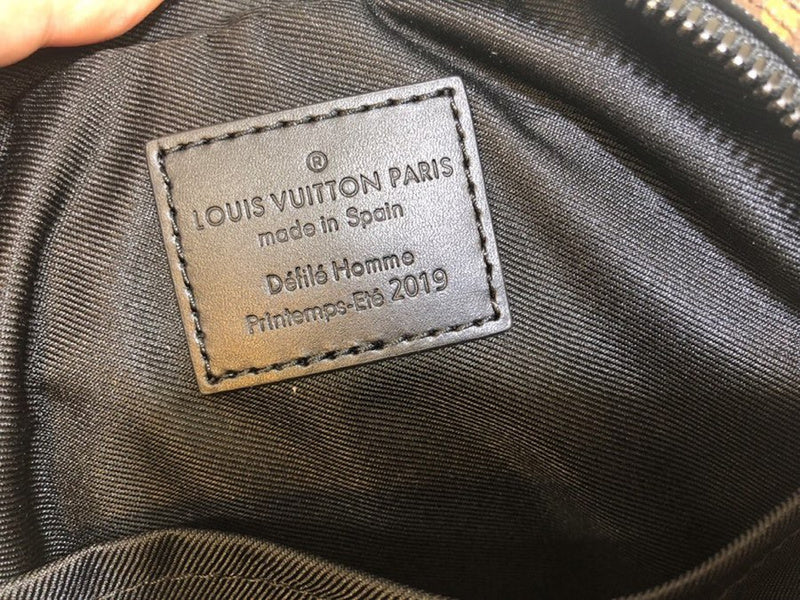 ®
LOUIS VUITTON PARIS
made in Spain
Défilé Homme
Printemps-Eté 2019